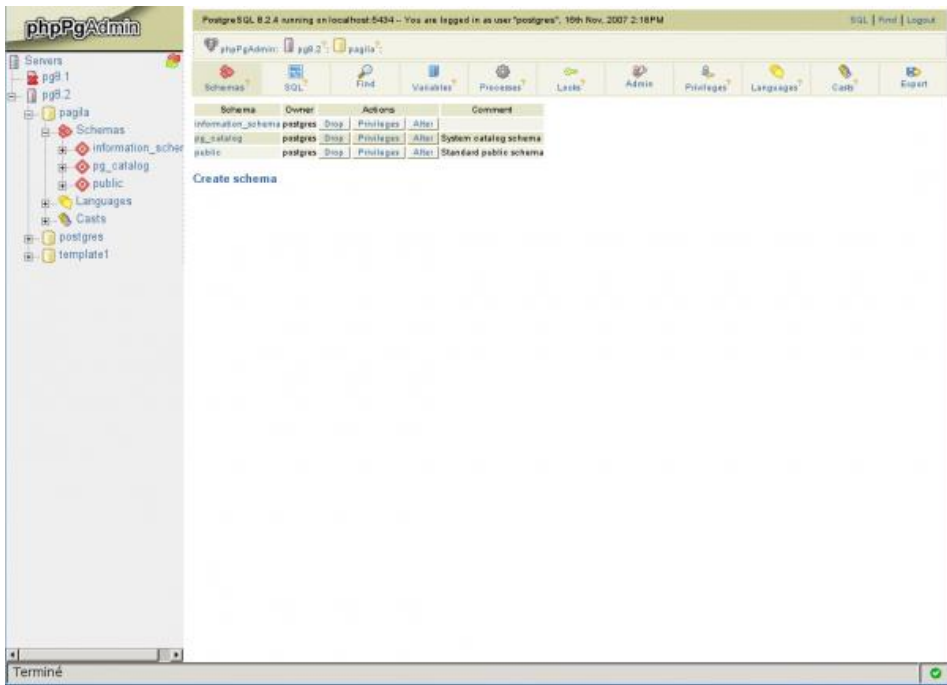 phpPgAdmin
Servers
pg8.1
pg8.2
pagila
Schemas
information_scher
pg_catalog
public
Languages
Casts
postgres
template1
PostgreSQL 8.2.4 running on localhost:5434 -- You are logged in as user "postgres", 16th Nov, 2007 2:18PM
SQL | Find | Logout
phpPgAdmin: pg8.2?: pagila?:
Schemas? SQL? Find Variables? Processes? Locks? Admin Privileges? Languages? Casts? Export
Schema Owner Actions Comment
information_schema postgres Drop Privileges Alter
pg_catalog postgres Drop Privileges Alter System catalog schema
public postgres Drop Privileges Alter Standard public schema
Create schema
Terminé